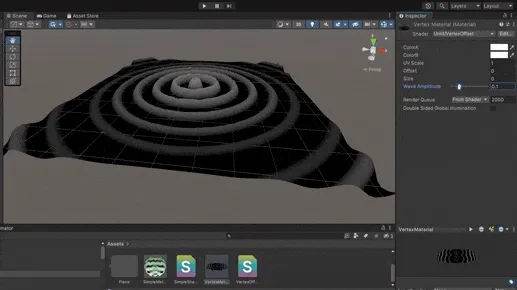 Scene Game Asset Store
Layers Layout
Inspector
Vertex Material (Material)
Shader Unlit/VertexOffset Edit...
ColorA
ColorB
UV Scale 1
Offset 0
Size 0
Wave Amplitude 0.1
Render Queue From Shader 2000
Double Sided Global Illumination
Persp
Assets
Plane SimpleMat... SimpleSha... VertexMat... VertexOff...
VertexMaterial